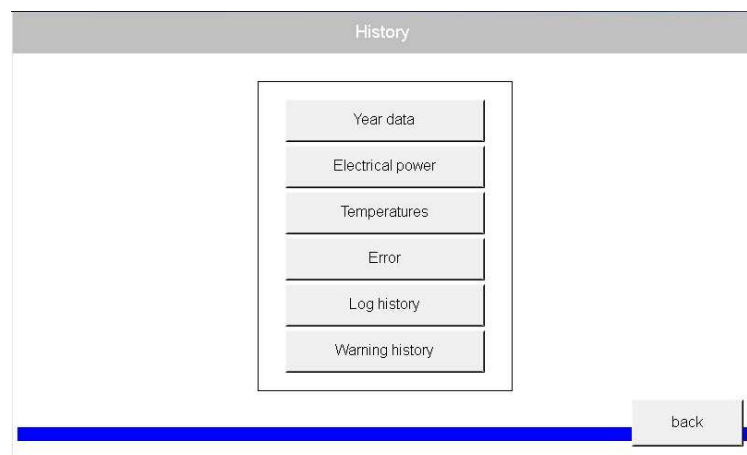 History
Year data
Electrical power
Temperatures
Error
Log history
Warning history
back